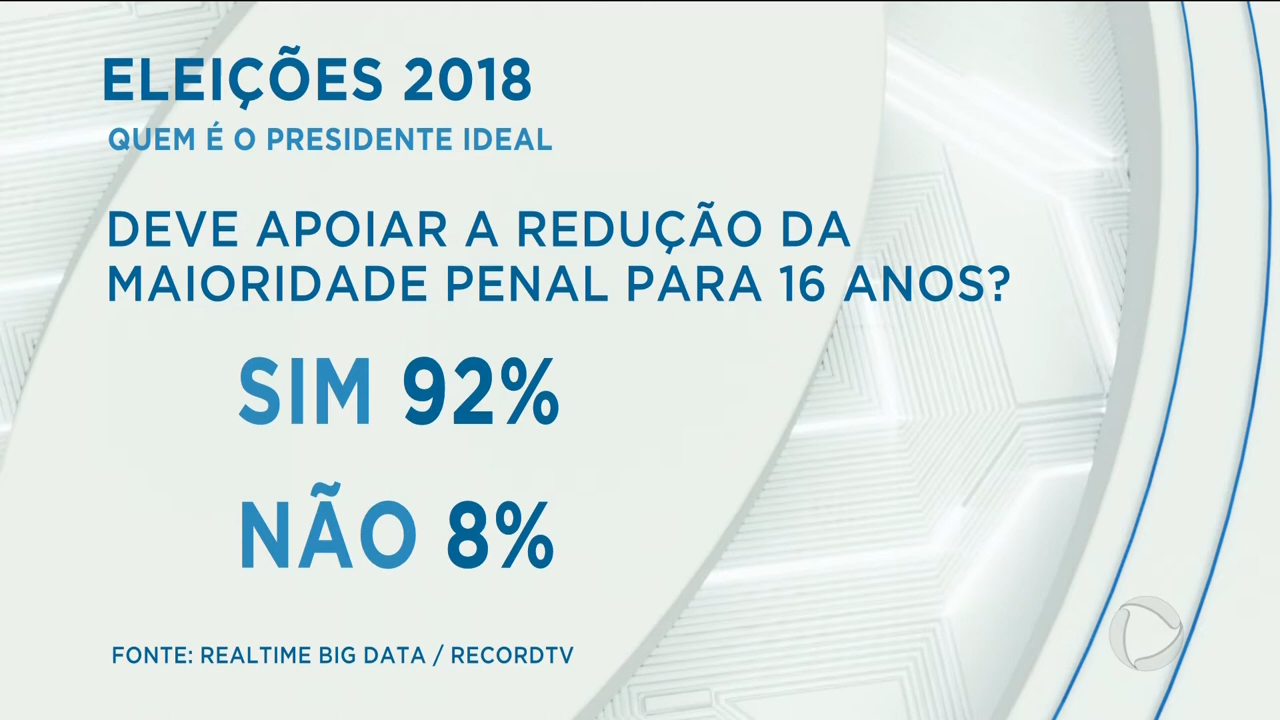 ELEIÇÕES 2018
QUEM É O PRESIDENTE IDEAL
DEVE APOIAR A REDUÇÃO DA
MAIORIDADE PENAL PARA 16 ANOS?
SIM 92%
NÃO 8%
FONTE: REALTIME BIG DATA / RECORDTV